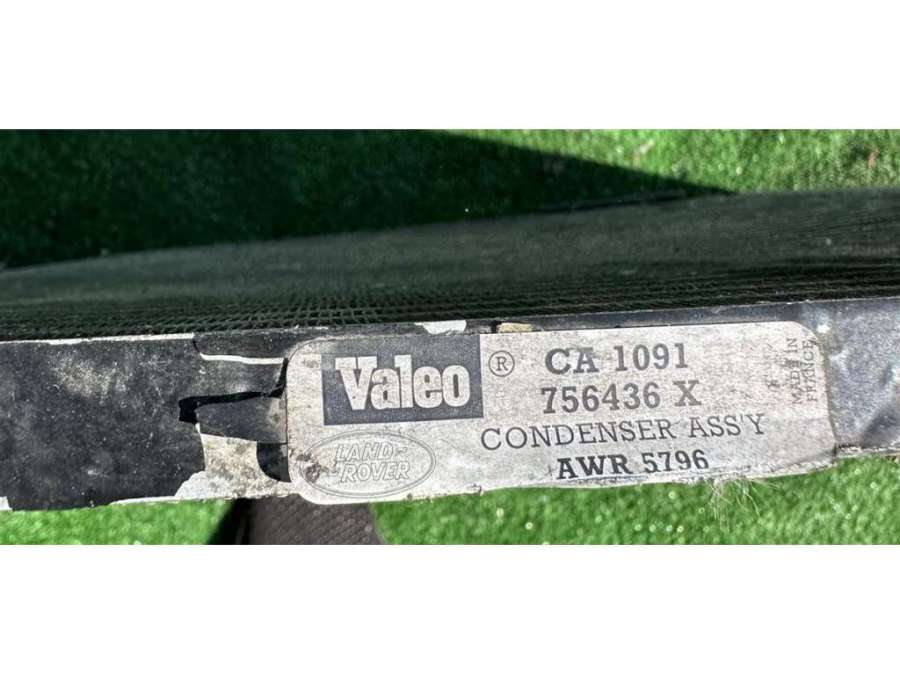 Valeo ® CA 1091
756436 X
CONDENSER ASS'Y
AWR 5796
LAND-
ROVER
MADE IN
FRANCE